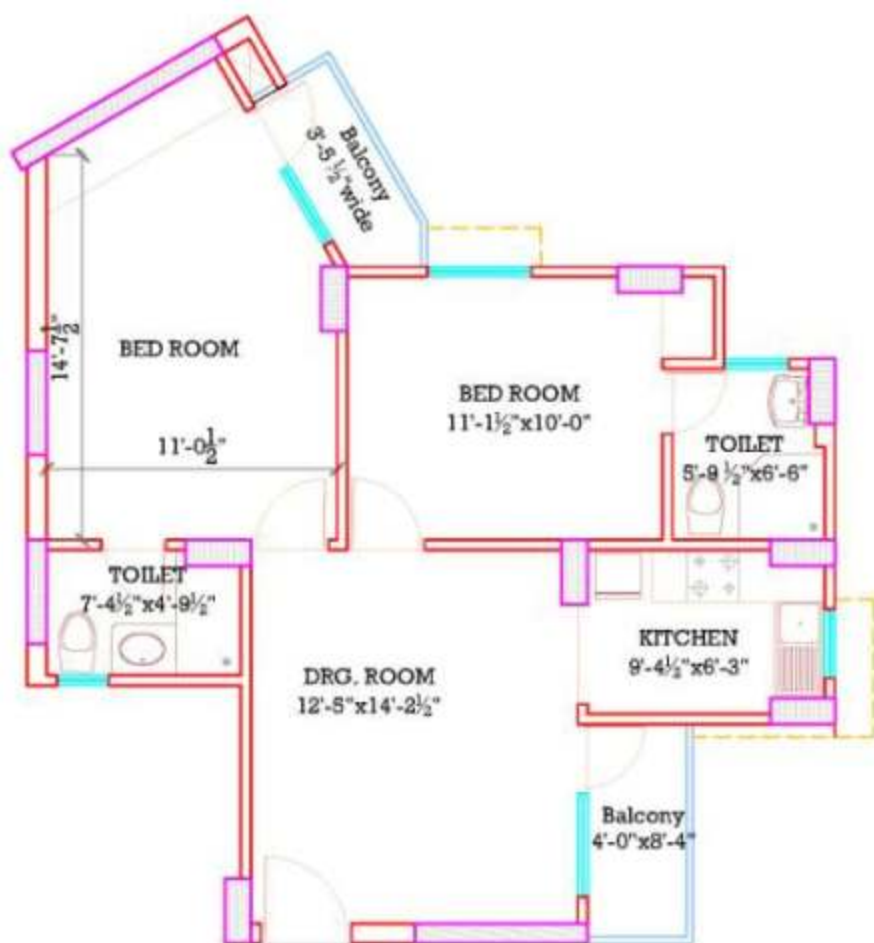 Balcony
3'-5 ½"wide
14'-7½"
BED ROOM
11'-0½"
BED ROOM
11'-1½"x10'-0"
TOILET
5'-9 ½"x6'-6"
TOILET
7'-4½"x4'-9½"
KITCHEN
9'-4½"x6'-3"
DRG. ROOM
12'-5"x14'-2½"
Balcony
4'-0"x8'-4"